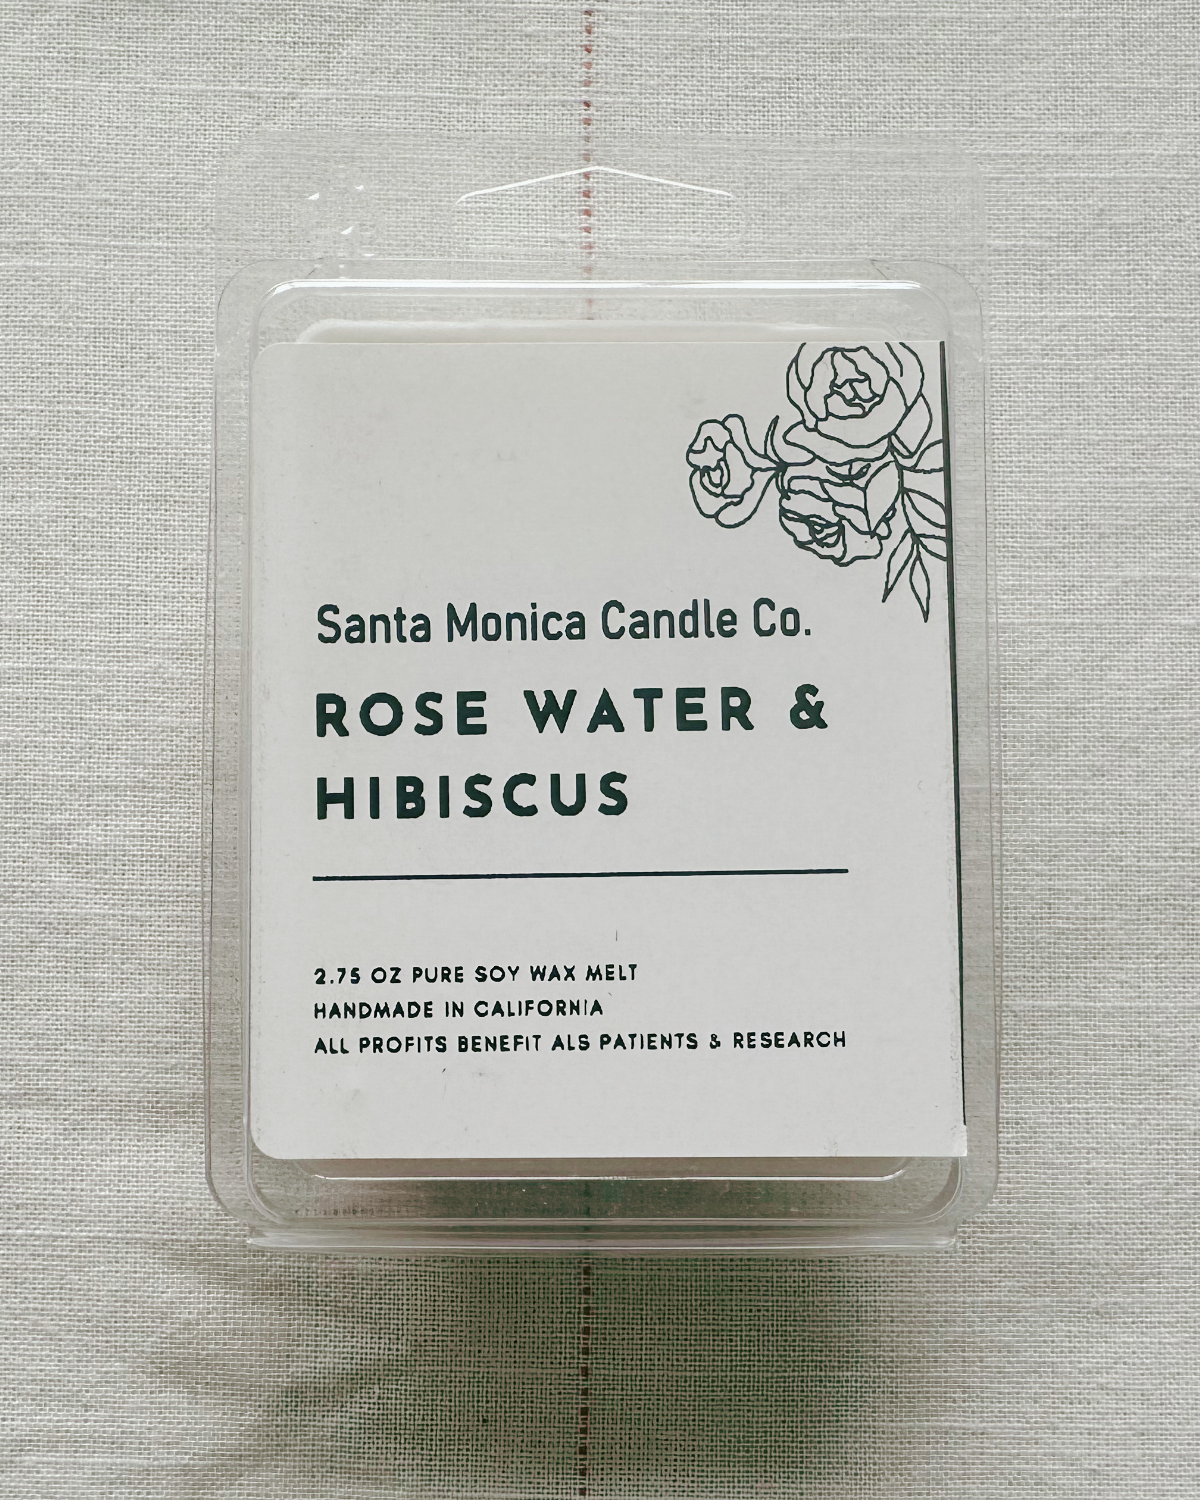 Santa Monica Candle Co.
ROSE WATER &
HIBISCUS
2.75 OZ PURE SOY WAX MELT
HANDMADE IN CALIFORNIA
ALL PROFITS BENEFIT ALS PATIENTS & RESEARCH